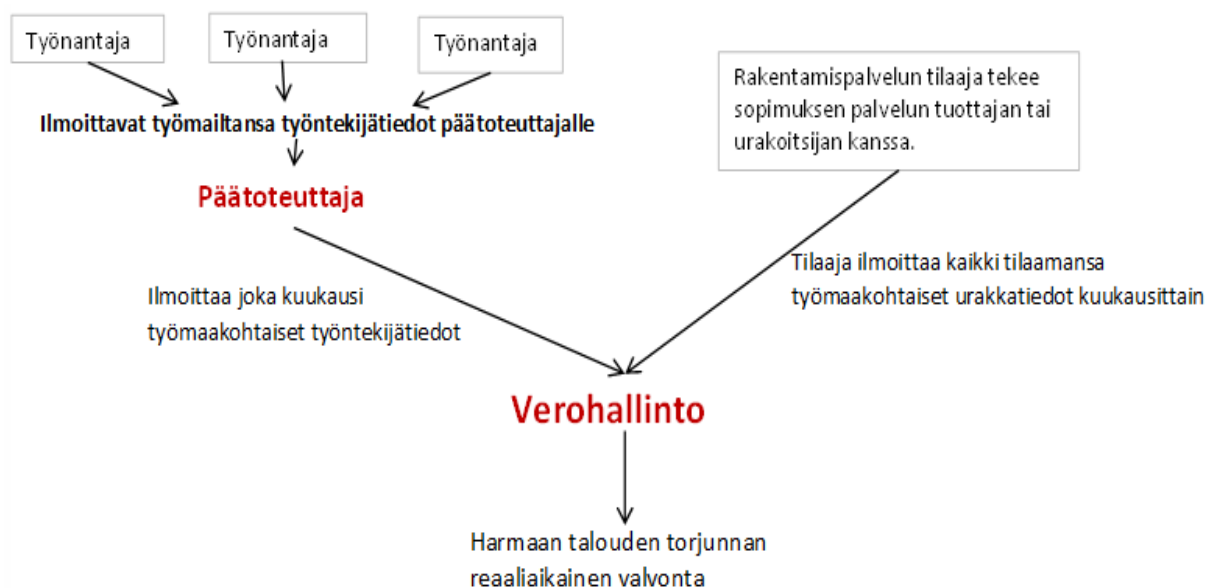 Työnantaja
Työnantaja
Työnantaja
Ilmoittavat työmailtansa työntekijätiedot päätoteuttajalle
Päätoteuttaja
Ilmoittaa joka kuukausi
työmaakohtaiset työntekijätiedot
Rakentamispalvelun tilaaja tekee
sopimuksen palvelun tuottajan tai
urakoitsijan kanssa.
Tilaaja ilmoittaa kaikki tilaamansa
työmaakohtaiset urakkatiedot kuukausittain
Verohallinto
Harmaan talouden torjunnan
reaaliaikainen valvonta